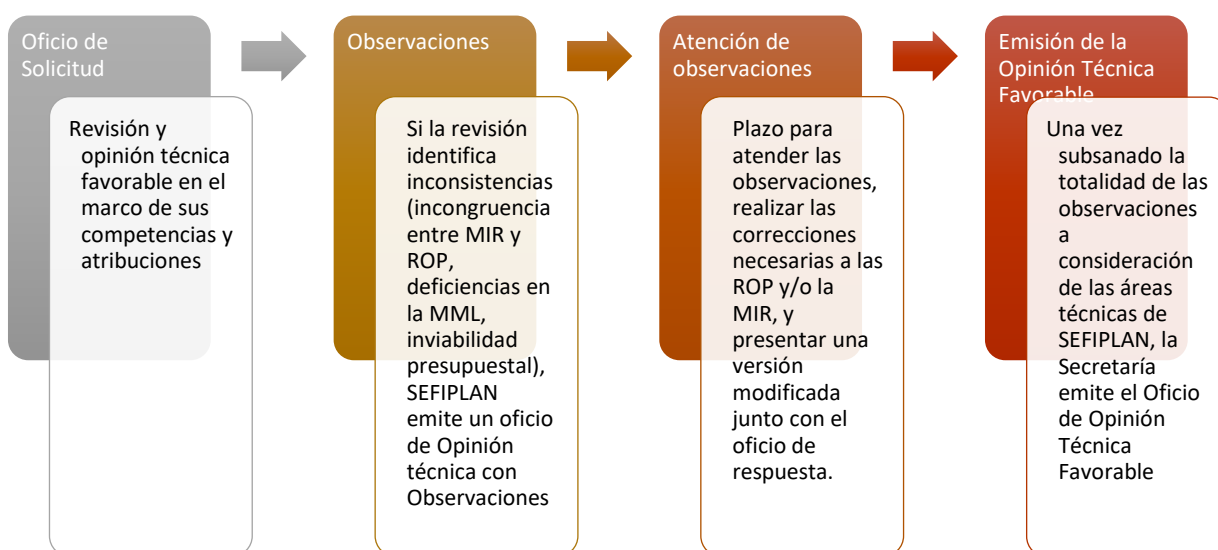 Oficio de
Solicitud
Revisión y
opinión técnica
favorable en el
marco de sus
competencias y
atribuciones
Observaciones
Si la revisión
identifica
inconsistencias
(incongruencia
entre MIR y
ROP,
deficiencias en
la MML,
inviabilidad
presupuestal),
SEFIPLAN
emite un oficio
de Opinión
técnica con
Observaciones
Atención de
observaciones
Plazo para
atender las
observaciones,
realizar las
correcciones
necesarias a las
ROP y/o la
MIR, y
presentar una
versión
modificada
junto con el
oficio de
respuesta.
Emisión de la
Opinión Técnica
Favorable
Una vez
subsanado la
totalidad de las
observaciones
a
consideración
de las áreas
técnicas de
SEFIPLAN, la
Secretaría
emite el Oficio
de Opinión
Técnica
Favorable